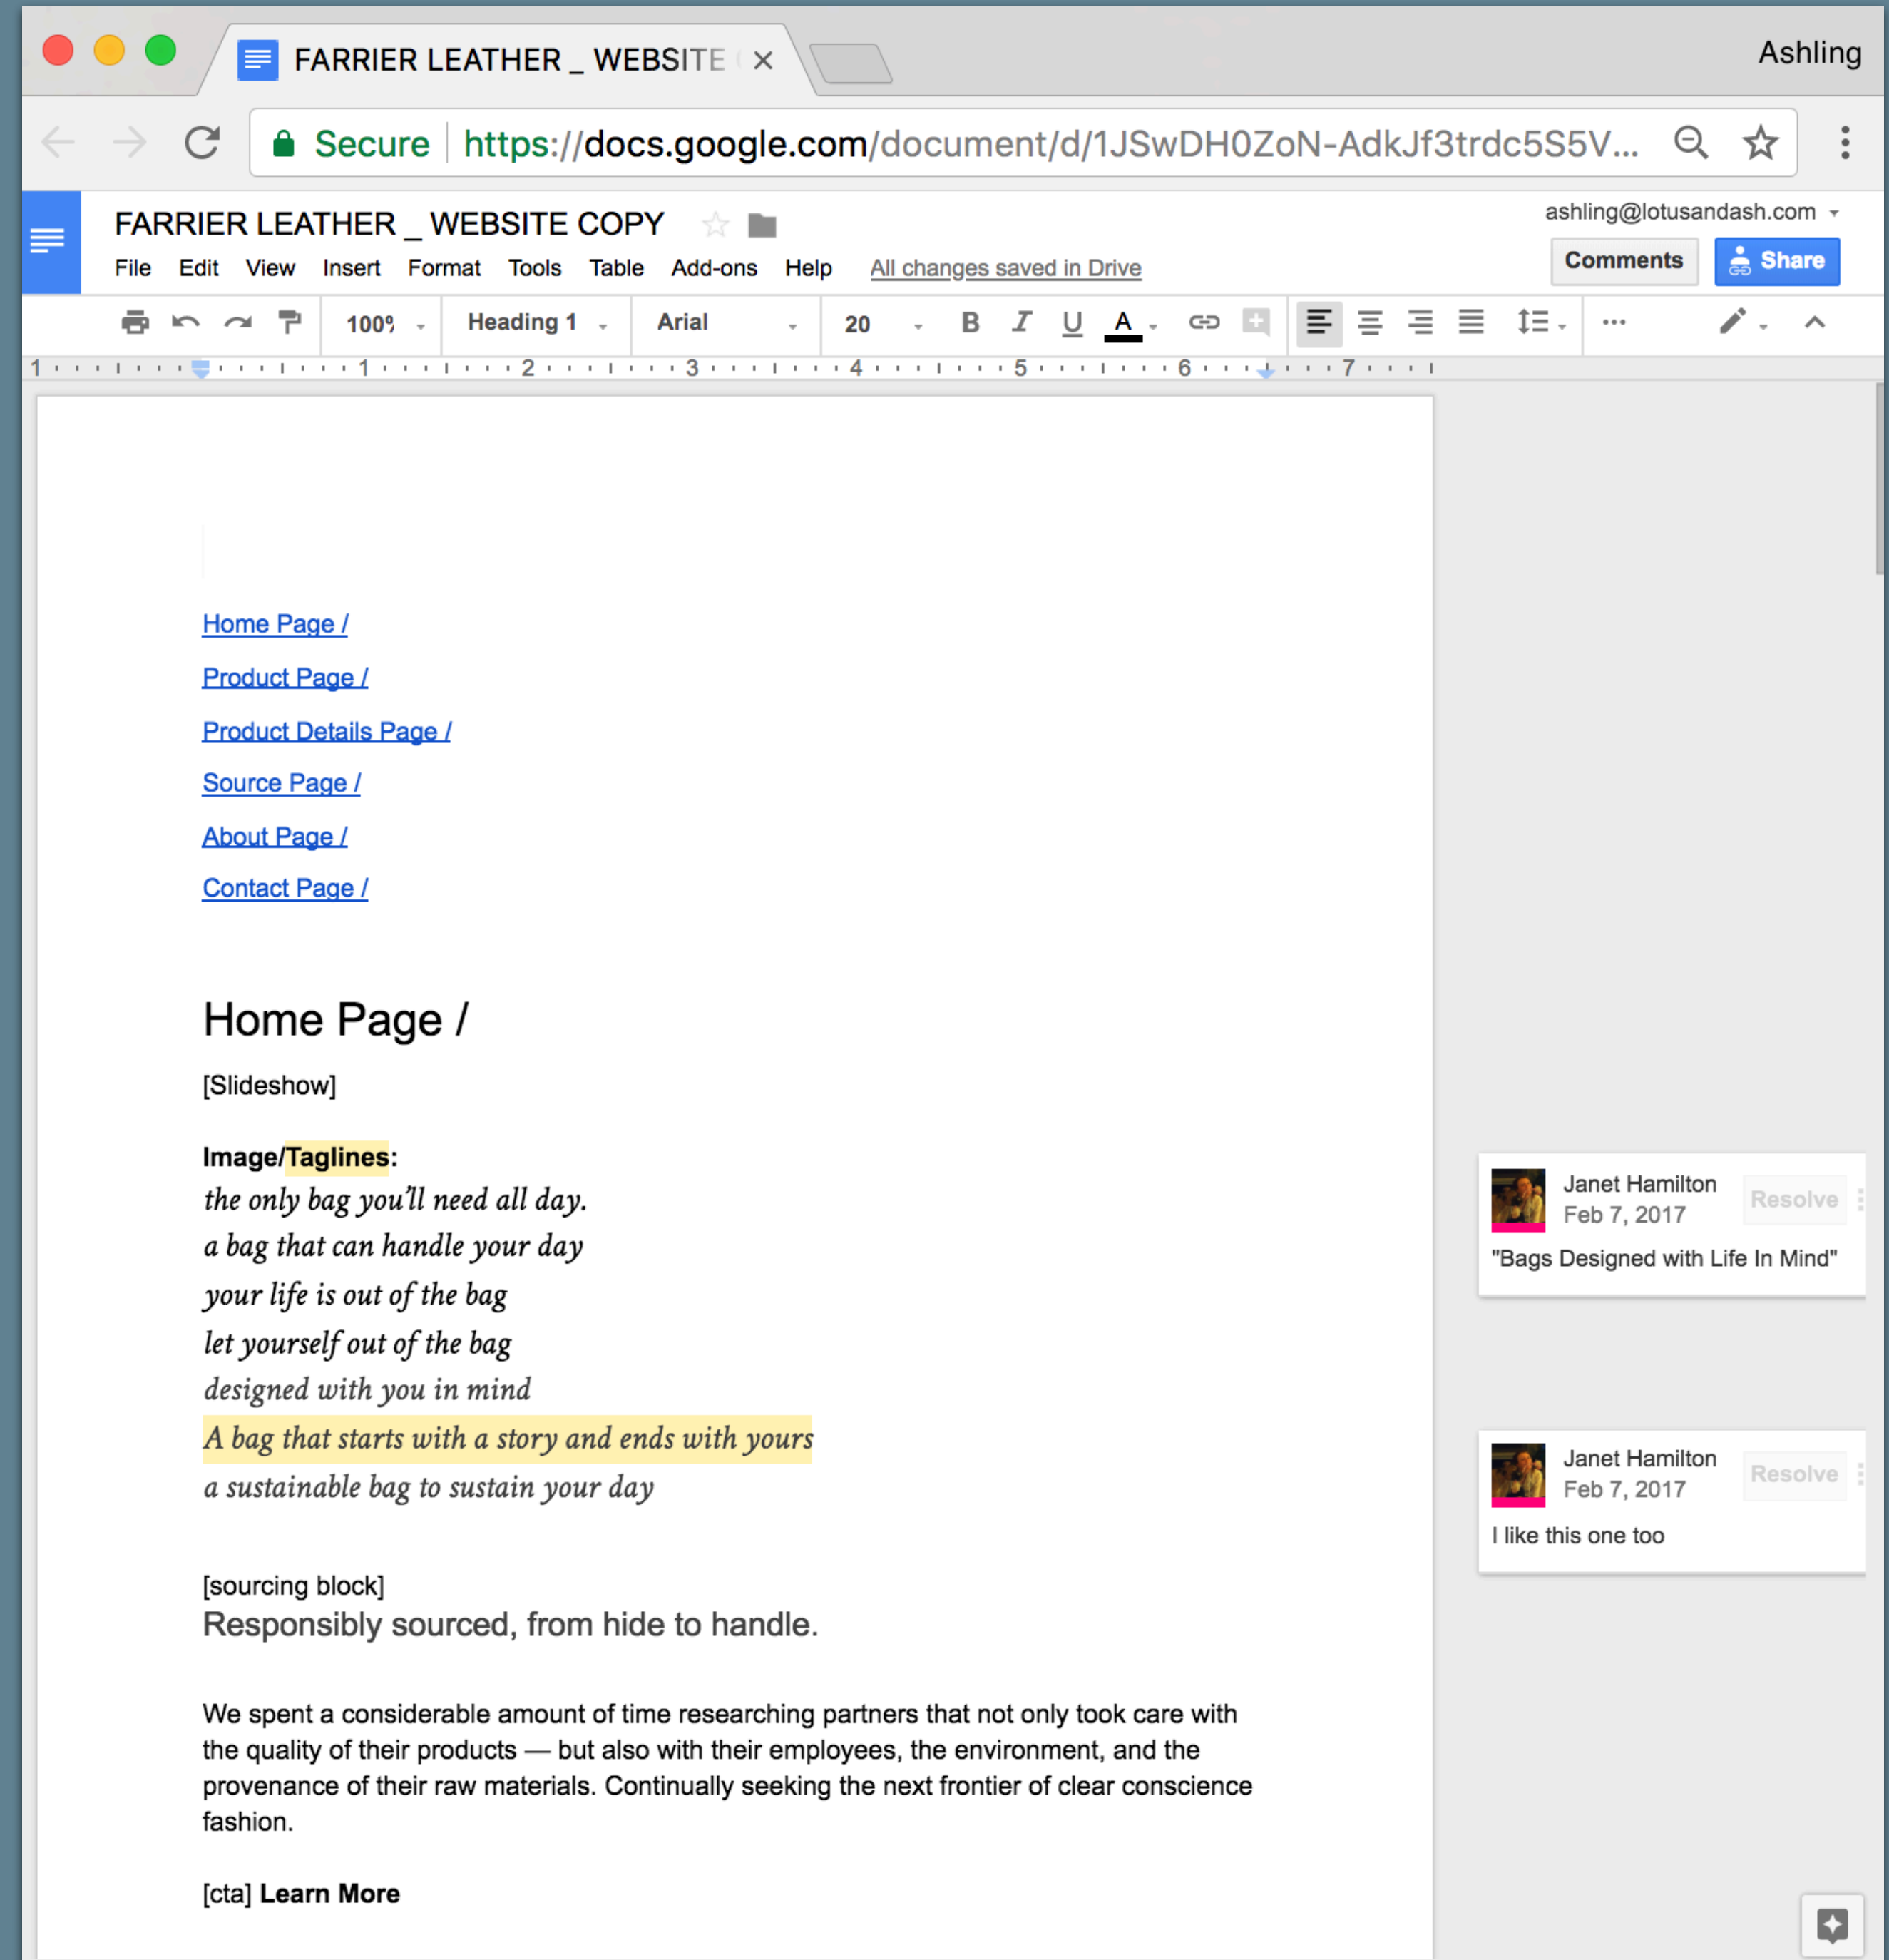 FARRIER LEATHER _ WEBSITE
Ashling
Secure https://docs.google.com/document/d/1JSwDH0ZoN-AdkJf3trdc5S5V...
FARRIER LEATHER _ WEBSITE COPY
ashling@lotusandash.com
File Edit View Insert Format Tools Table Add-ons Help All changes saved in Drive
Comments Share
100% Heading 1 Arial 20 B I U A ...
1 1 2 3 4 5 6 7
Home Page /
Product Page /
Product Details Page /
Source Page /
About Page /
Contact Page /
Home Page /
[Slideshow]
Image/Taglines:
the only bag you’ll need all day.
a bag that can handle your day
your life is out of the bag
let yourself out of the bag
designed with you in mind
A bag that starts with a story and ends with yours
a sustainable bag to sustain your day
Janet Hamilton
Feb 7, 2017
Resolve
"Bags Designed with Life In Mind"
Janet Hamilton
Feb 7, 2017
Resolve
I like this one too
[sourcing block]
Responsibly sourced, from hide to handle.
We spent a considerable amount of time researching partners that not only took care with
the quality of their products — but also with their employees, the environment, and the
provenance of their raw materials. Continually seeking the next frontier of clear conscience
fashion.
[cta] Learn More